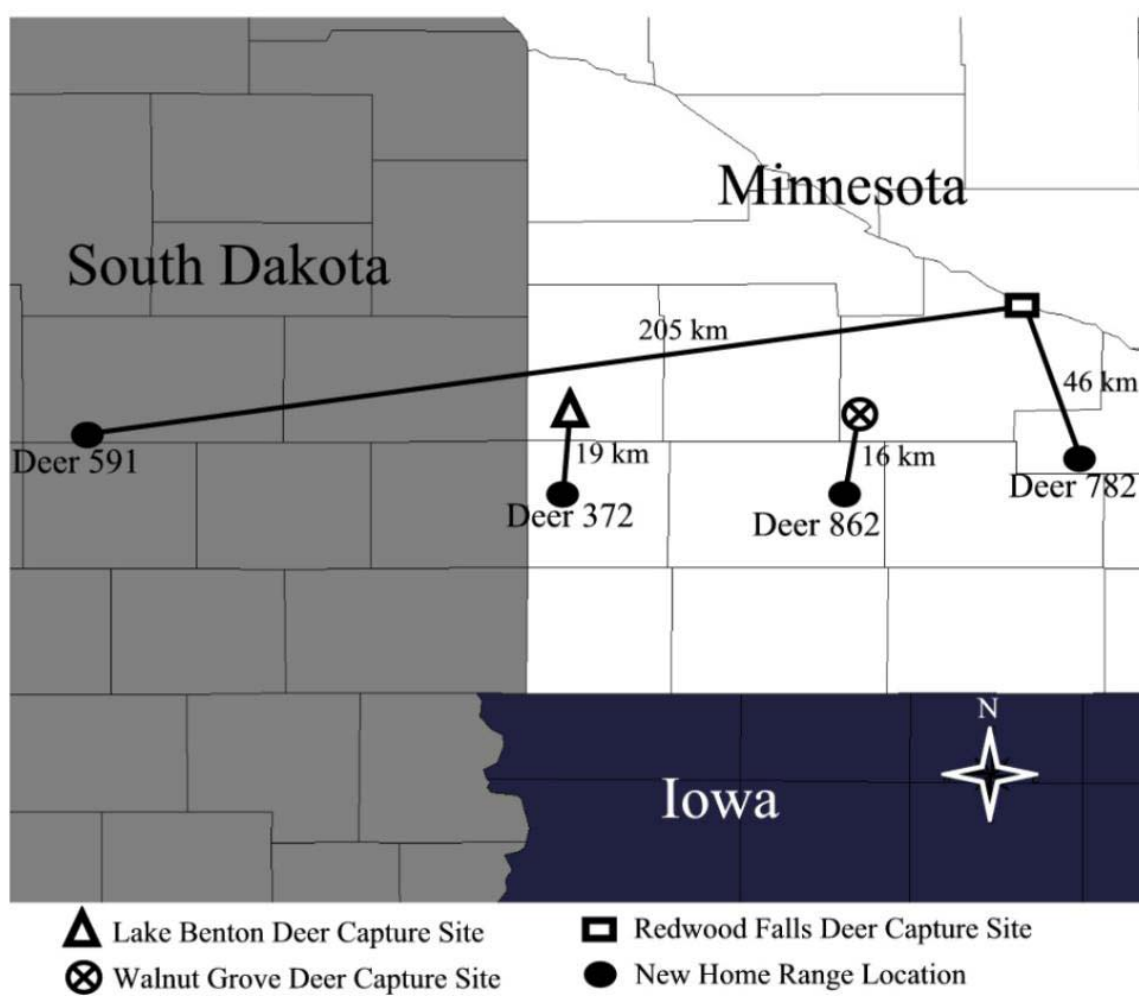 Minnesota
South Dakota
205 km
46 km
Deer 591
19 km
16 km
Deer 782
Deer 372
Deer 862
N
Iowa
Lake Benton Deer Capture Site
Redwood Falls Deer Capture Site
Walnut Grove Deer Capture Site
New Home Range Location